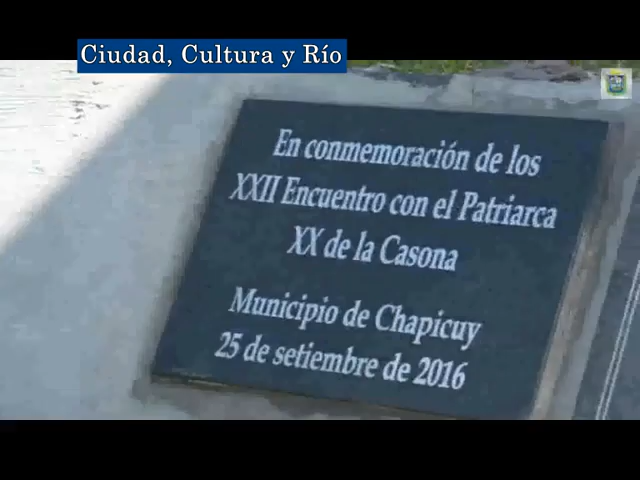 Ciudad, Cultura y Río
En conmemoración de los
XXII Encuentro con el Patriarca
XX de la Casona
Municipio de Chapicuy
25 de setiembre de 2016